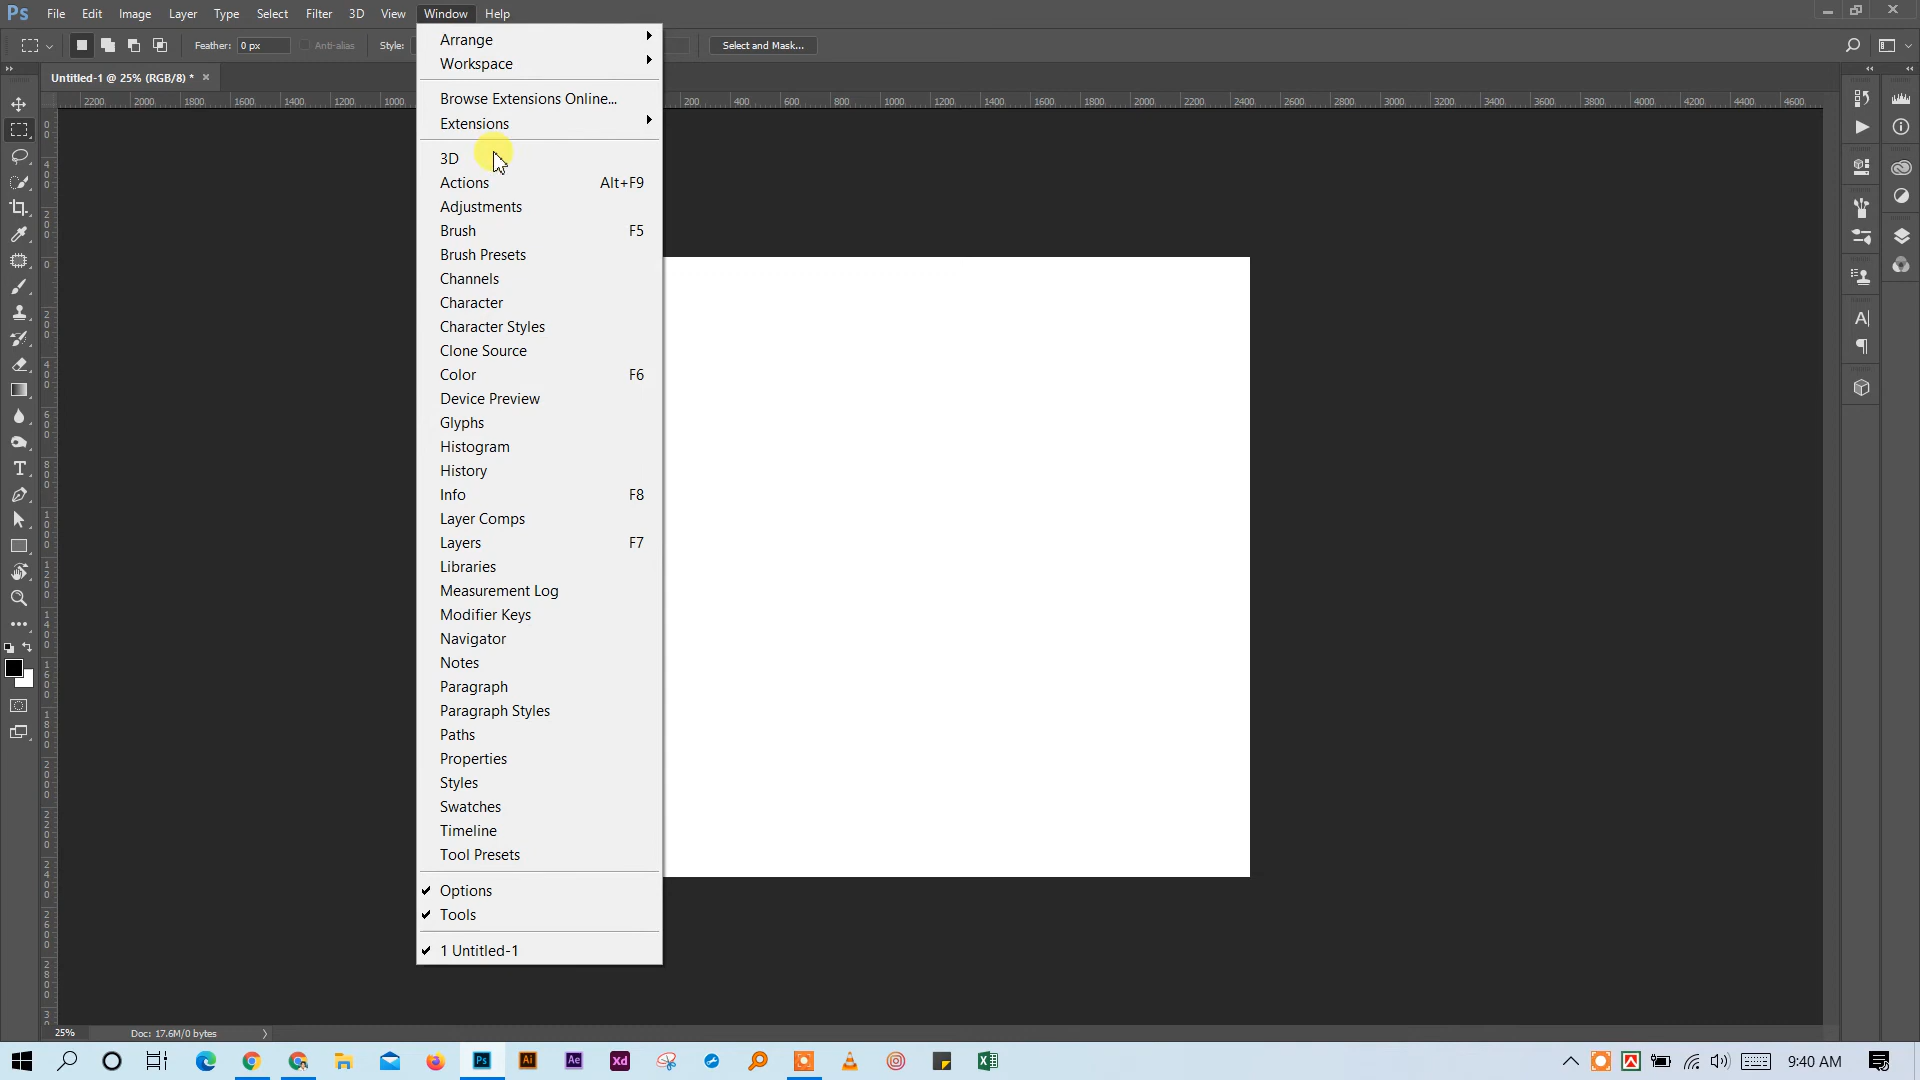 Ps File Edit Image Layer Type Select Filter 3D View Window Help
Feather: 0 px Anti-alias Style: Select and Mask...
Untitled-1 @ 25% (RGB/8) * ×
2200 2000 1800 1600 1400 1200 1000 200 400 600 800 1000 1200 1400 1600 1800 2000 2200 2400 2600 2800 3000 3200 3400 3600 3800 4000 4200 4400 4600
Arrange
Workspace
Browse Extensions Online...
Extensions
3D
Actions Alt+F9
Adjustments
Brush F5
Brush Presets
Channels
Character
Character Styles
Clone Source
Color F6
Device Preview
Glyphs
Histogram
History
Info F8
Layer Comps
Layers F7
Libraries
Measurement Log
Modifier Keys
Navigator
Notes
Paragraph
Paragraph Styles
Paths
Properties
Styles
Swatches
Timeline
Tool Presets
Options
Tools
1 Untitled-1
25% Doc: 17.6M/0 bytes
Ps Ai Ae Xd 9:40 AM